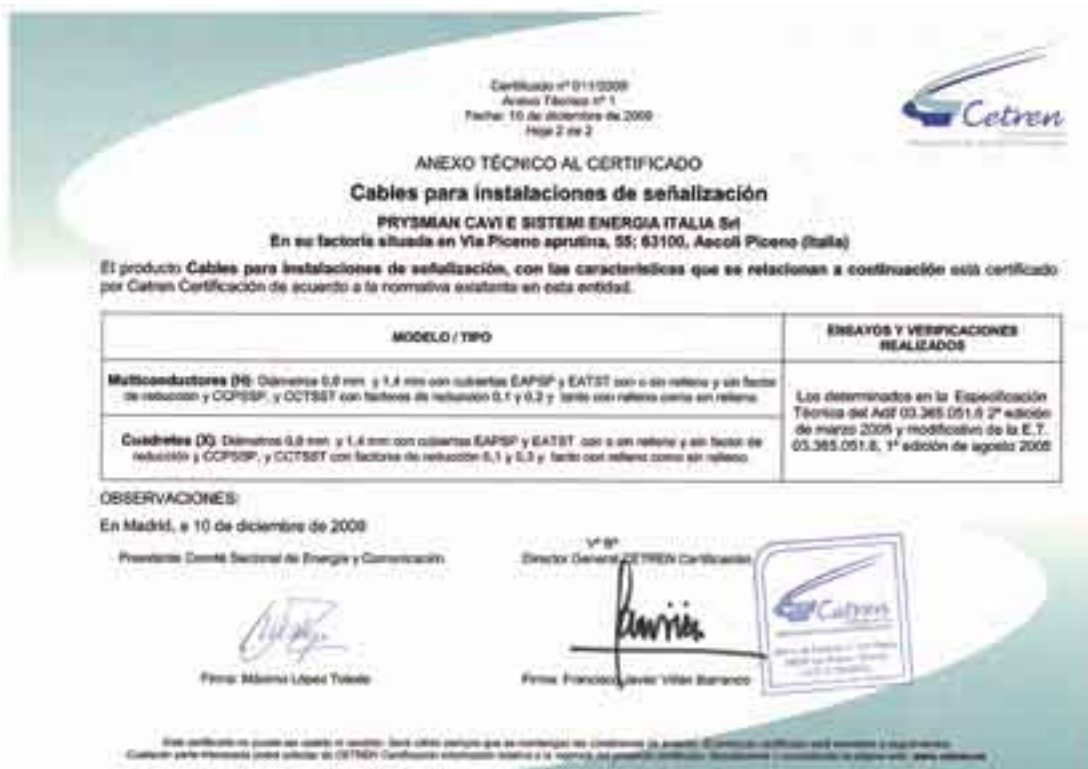 Certificado nº 011/2009
Anexo Técnico nº 1
Fecha: 10 de diciembre de 2009
Hoja 2 de 2
Cetren
ANEXO TÉCNICO AL CERTIFICADO
Cables para instalaciones de señalización
PRYSMIAN CAVI E SISTEMI ENERGIA ITALIA Srl
En su factoría situada en Vía Piceno aprutina, 55; 63100, Ascoli Piceno (Italia)
El producto Cables para instalaciones de señalización, con las características que se relacionan a continuación está certificado
por Cetren Certificación de acuerdo a la normativa existente en esta entidad.
MODELO / TIPO
ENSAYOS Y VERIFICACIONES
REALIZADOS
Multiconductores (H): Diámetros 0,9 mm y 1,4 mm con cubiertas EAPSP y EATST con o sin relleno y sin factor
de reducción y CCPSSP, y CCTSST con factores de reducción 0,1 y 0,2 y tanto con relleno como sin relleno.
Cuadretes (X): Diámetros 0,9 mm y 1,4 mm con cubiertas EAPSP y EATST con o sin relleno y sin factor de
reducción y CCPSSP, y CCTSST con factores de reducción 0,1 y 0,3 y tanto con relleno como sin relleno.
Los determinados en la Especificación
Técnica del Adif 03.365.051.6 2ª edición
de marzo 2005 y modificativo de la E.T.
03.365.051.6, 1ª edición de agosto
OBSERVACIONES:
En Madrid, a 10 de diciembre de 2009
Presidente Comité Sectorial de Energía y Comunicación
Vº Bº
Director General CETREN Certificación
Cetren
Firma: Máximo López Toledo
Firma: Francisco Javier Villén Barranco